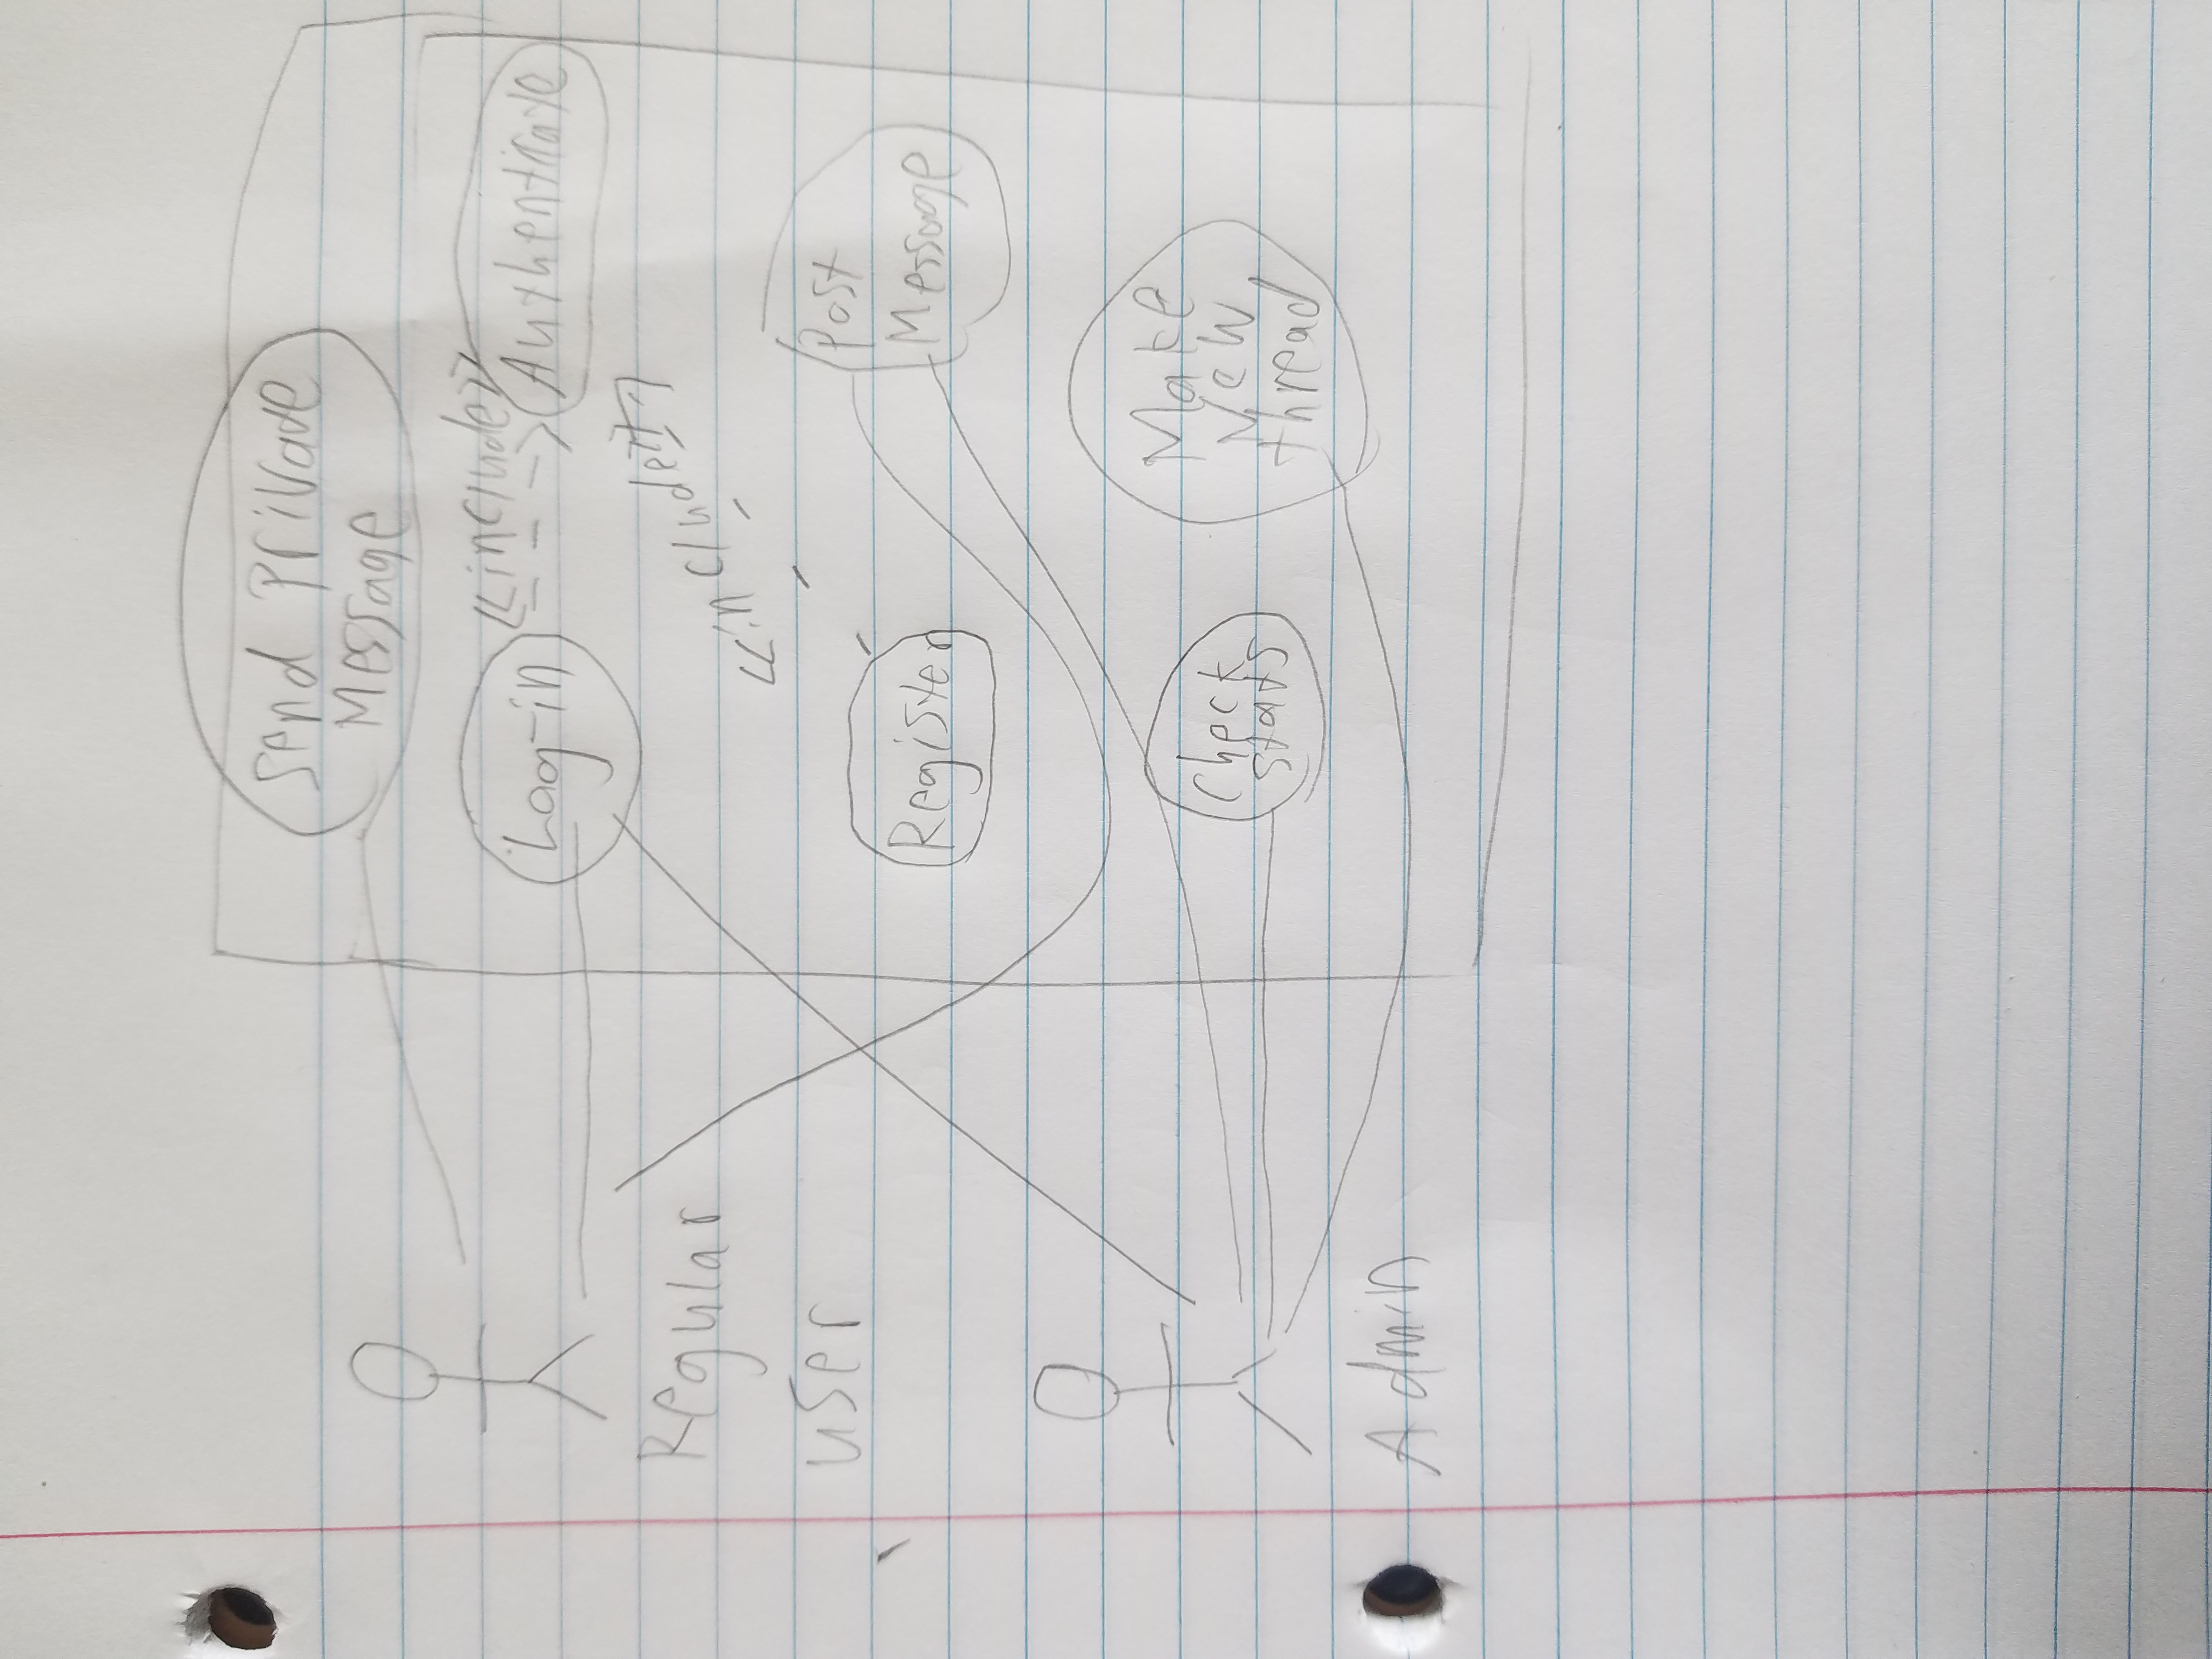 Send Private
Message
Log-in
<<include>>
Authenticate
Regular
user
<<include>>
Post
Message
Register
Check
stats
Make
New
thread
Admin